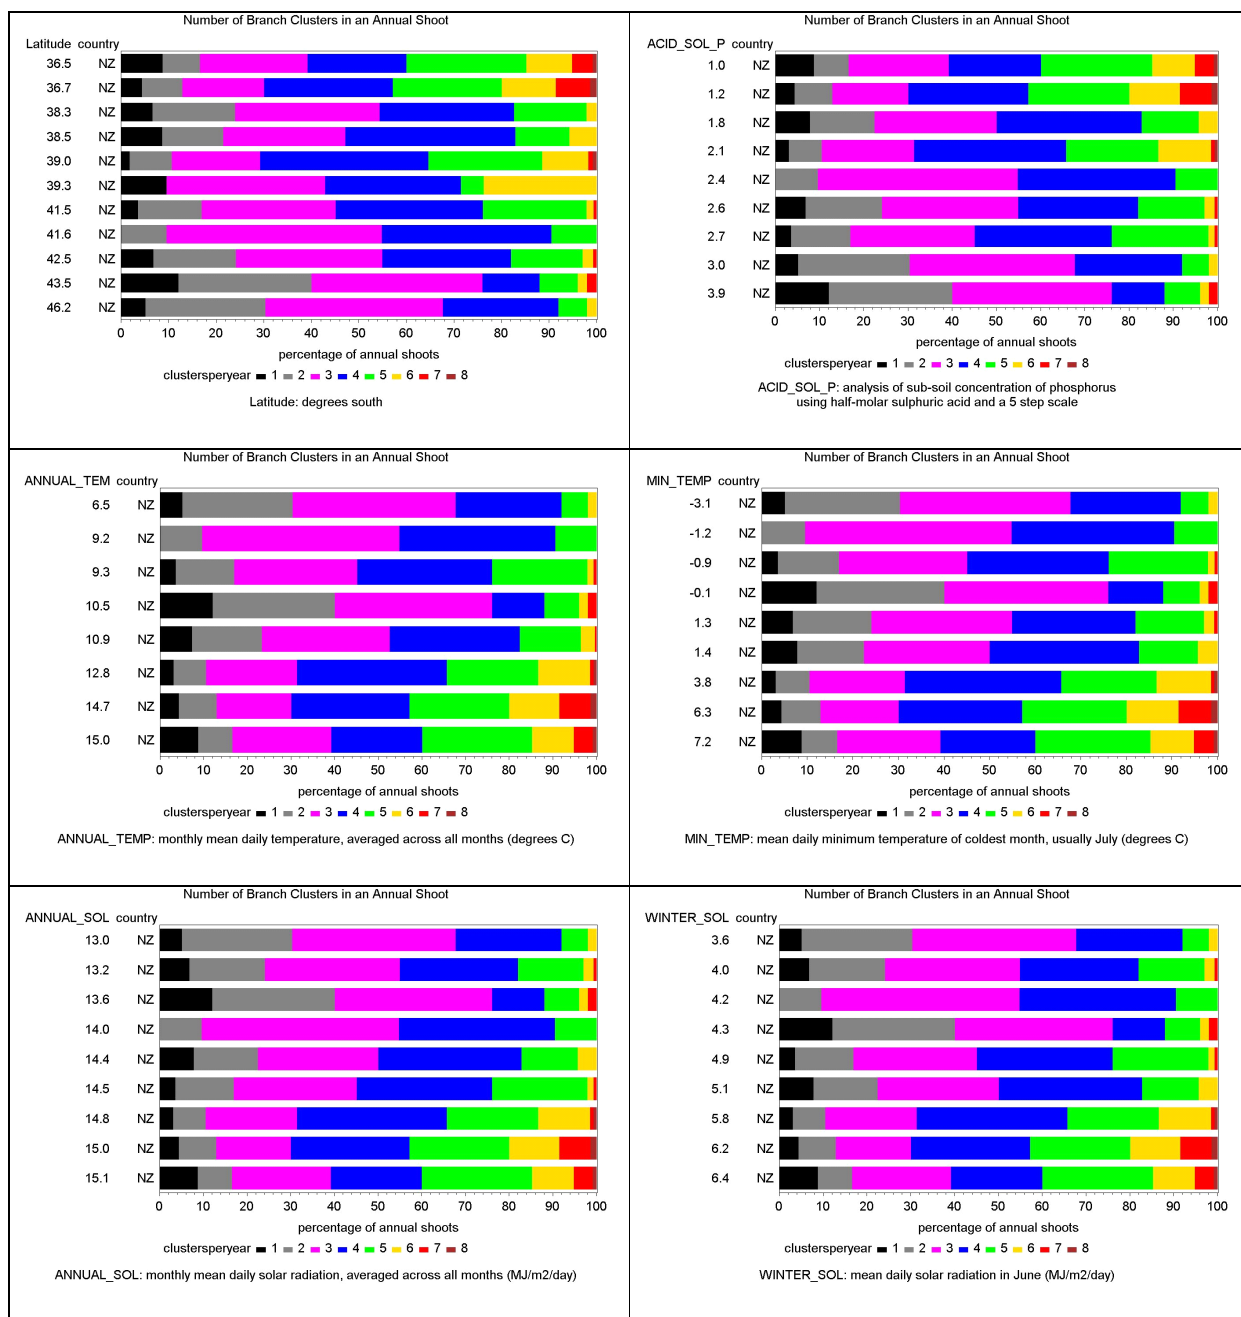 Number of Branch Clusters in an Annual Shoot
Latitude country
36.5 NZ
36.7 NZ
38.3 NZ
38.5 NZ
39.0 NZ
39.3 NZ
41.5 NZ
41.6 NZ
42.5 NZ
43.5 NZ
46.2 NZ
0 10 20 30 40 50 60 70 80 90 100
percentage of annual shoots
clustersperyear 1 2 3 4 5 6 7 8
Latitude: degrees south
Number of Branch Clusters in an Annual Shoot
ACID_SOL_P country
1.0 NZ
1.2 NZ
1.8 NZ
2.1 NZ
2.4 NZ
2.6 NZ
2.7 NZ
3.0 NZ
3.9 NZ
0 10 20 30 40 50 60 70 80 90 100
percentage of annual shoots
clustersperyear 1 2 3 4 5 6 7 8
ACID_SOL_P: analysis of sub-soil concentration of phosphorus
using half-molar sulphuric acid and a 5 step scale
Number of Branch Clusters in an Annual Shoot
ANNUAL_TEM country
6.5 NZ
9.2 NZ
9.3 NZ
10.5 NZ
10.9 NZ
12.8 NZ
14.7 NZ
15.0 NZ
0 10 20 30 40 50 60 70 80 90 100
percentage of annual shoots
clustersperyear 1 2 3 4 5 6 7 8
ANNUAL_TEMP: monthly mean daily temperature, averaged across all months (degrees C)
Number of Branch Clusters in an Annual Shoot
MIN_TEMP country
-3.1 NZ
-1.2 NZ
-0.9 NZ
-0.1 NZ
1.3 NZ
1.4 NZ
3.8 NZ
6.3 NZ
7.2 NZ
0 10 20 30 40 50 60 70 80 90 100
percentage of annual shoots
clustersperyear 1 2 3 4 5 6 7 8
MIN_TEMP: mean daily minimum temperature of coldest month, usually July (degrees C)
Number of Branch Clusters in an Annual Shoot
ANNUAL_SOL country
13.0 NZ
13.2 NZ
13.6 NZ
14.0 NZ
14.4 NZ
14.5 NZ
14.8 NZ
15.0 NZ
15.1 NZ
0 10 20 30 40 50 60 70 80 90 100
percentage of annual shoots
clustersperyear 1 2 3 4 5 6 7 8
ANNUAL_SOL: monthly mean daily solar radiation, averaged across all months (MJ/m2/day)
Number of Branch Clusters in an Annual Shoot
WINTER_SOL country
3.6 NZ
4.0 NZ
4.2 NZ
4.3 NZ
4.9 NZ
5.1 NZ
5.8 NZ
6.2 NZ
6.4 NZ
0 10 20 30 40 50 60 70 80 90 100
percentage of annual shoots
clustersperyear 1 2 3 4 5 6 7 8
WINTER_SOL: mean daily solar radiation in June (MJ/m2/day)